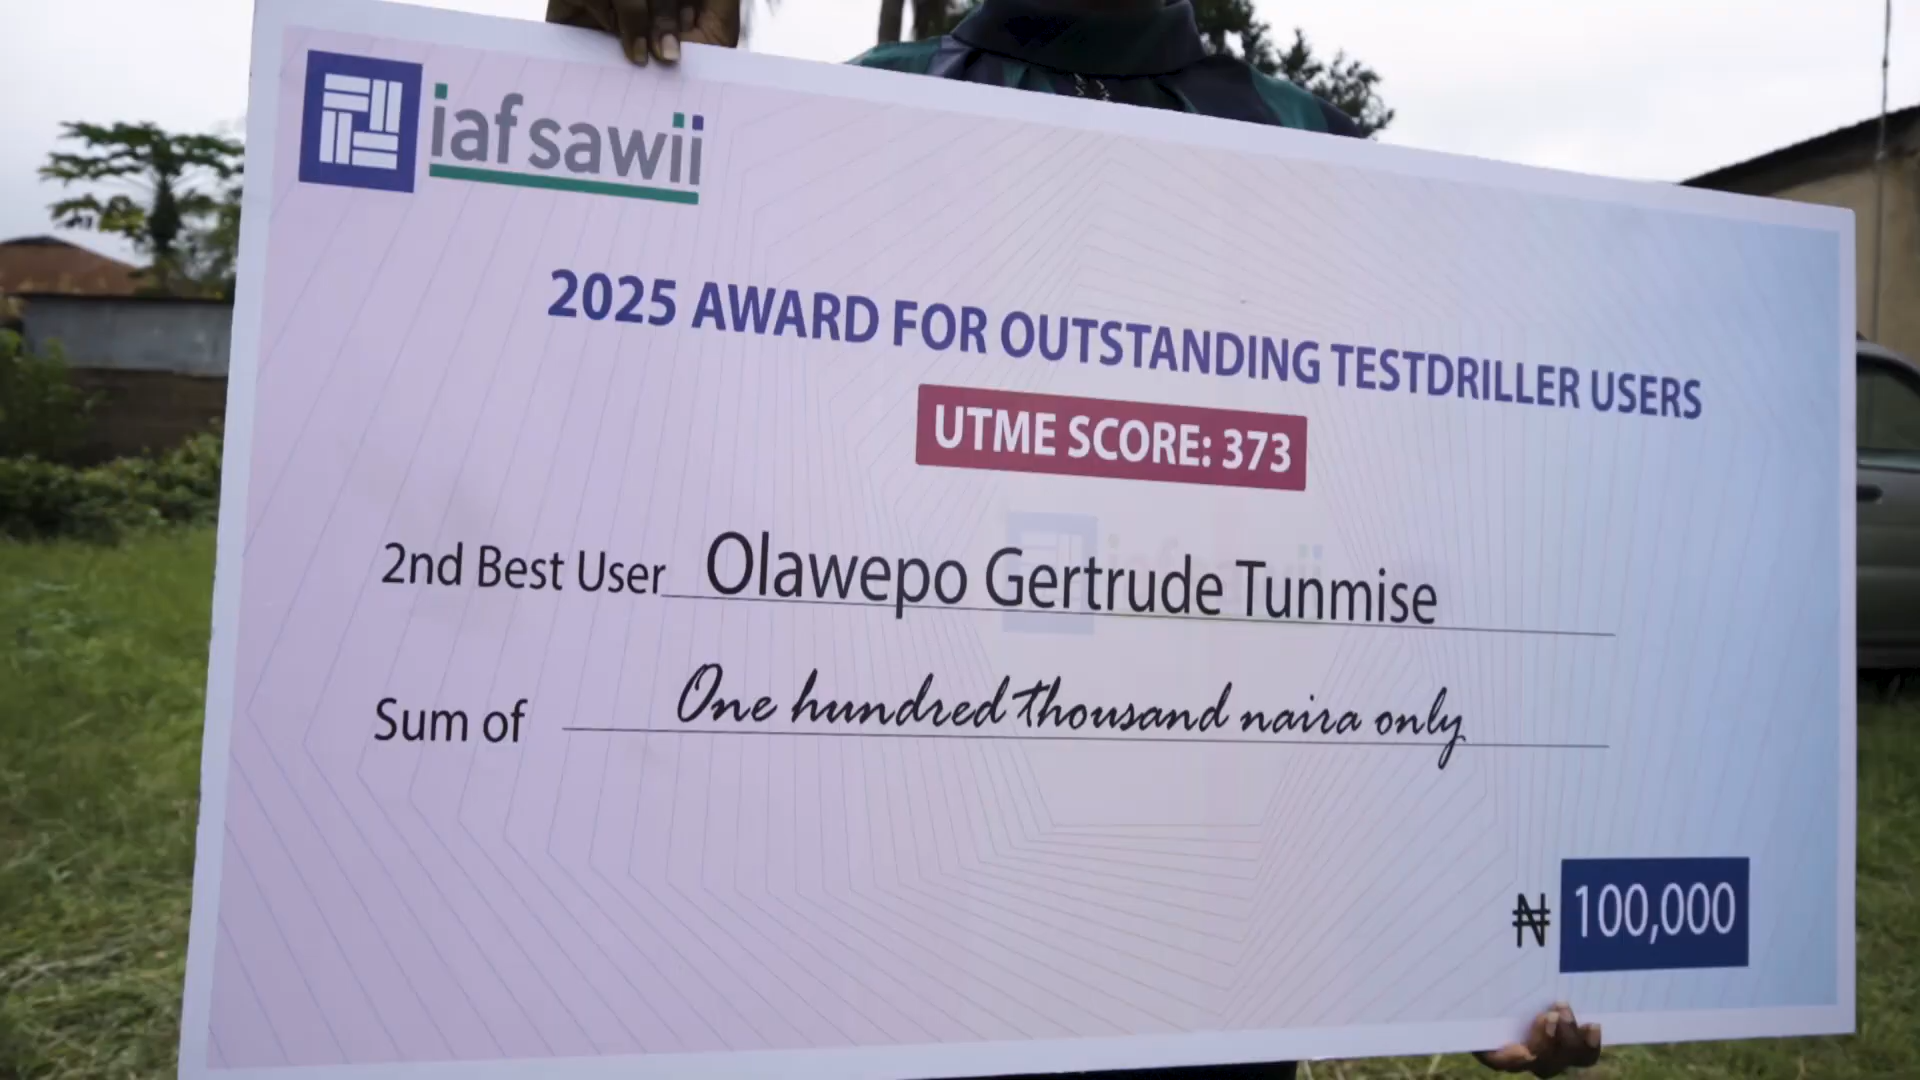 iafsawii
2025 AWARD FOR OUTSTANDING TESTDRILLER USERS
UTME SCORE: 373
2nd Best User Olawepo Gertrude Tunmise
Sum of One hundred thousand naira only
₦ 100,000